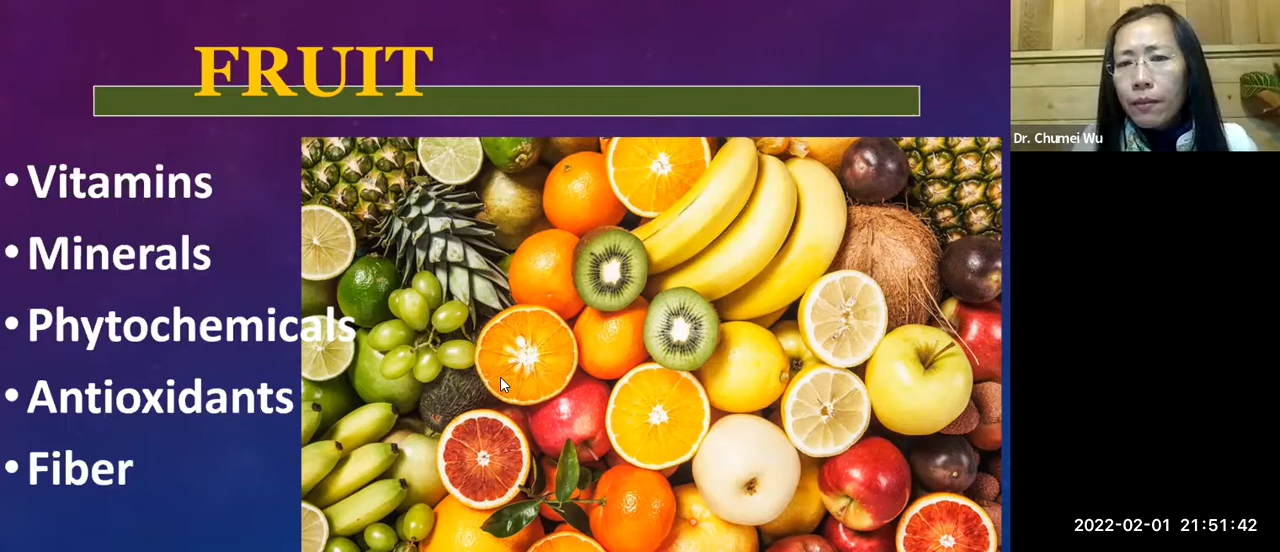 FRUIT
• Vitamins
• Minerals
• Phytochemicals
• Antioxidants
• Fiber
Dr. Chumei Wu
2022-02-01 21:51:42